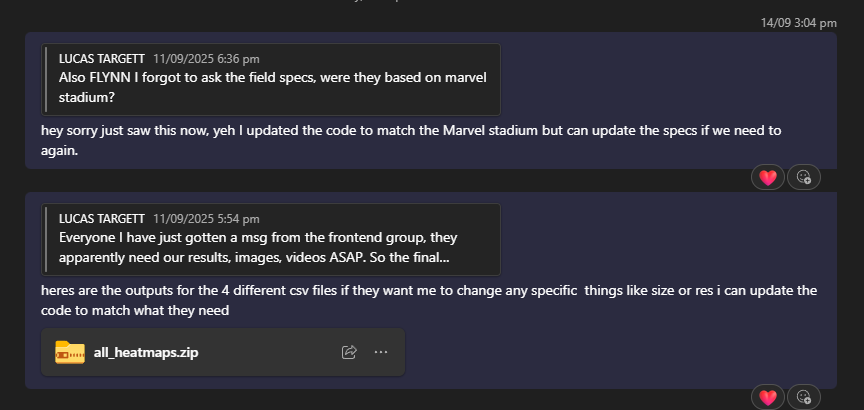 14/09 3:04 pm
LUCAS TARGETT 11/09/2025 6:36 pm
Also FLYNN I forgot to ask the field specs, were they based on marvel
stadium?
hey sorry just saw this now, yeh I updated the code to match the Marvel stadium but can update the specs if we need to
again.
LUCAS TARGETT 11/09/2025 5:54 pm
Everyone I have just gotten a msg from the frontend group, they
apparently need our results, images, videos ASAP. So the final...
heres are the outputs for the 4 different csv files if they want me to change any specific things like size or res i can update the
code to match what they need
all_heatmaps.zip